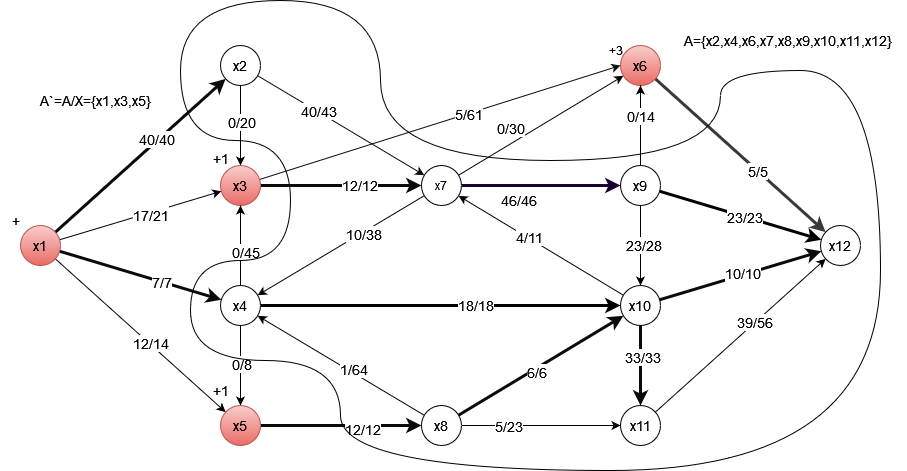 A={x2,x4,x6,x7,x8,x9,x10,x11,x12}
+3
x6
x2
A`=A/X={x1,x3,x5}
40/43
5/61
0/20
0/30
0/14
40/40
+1
5/5
x3
12/12
x7
46/46
x9
17/21
+
23/23
x1
10/38
4/11
23/28
x12
0/45
7/7
10/10
x4
18/18
x10
39/56
12/14
33/33
0/8
1/64
6/6
+1
x5
12/12
x8
5/23
x11